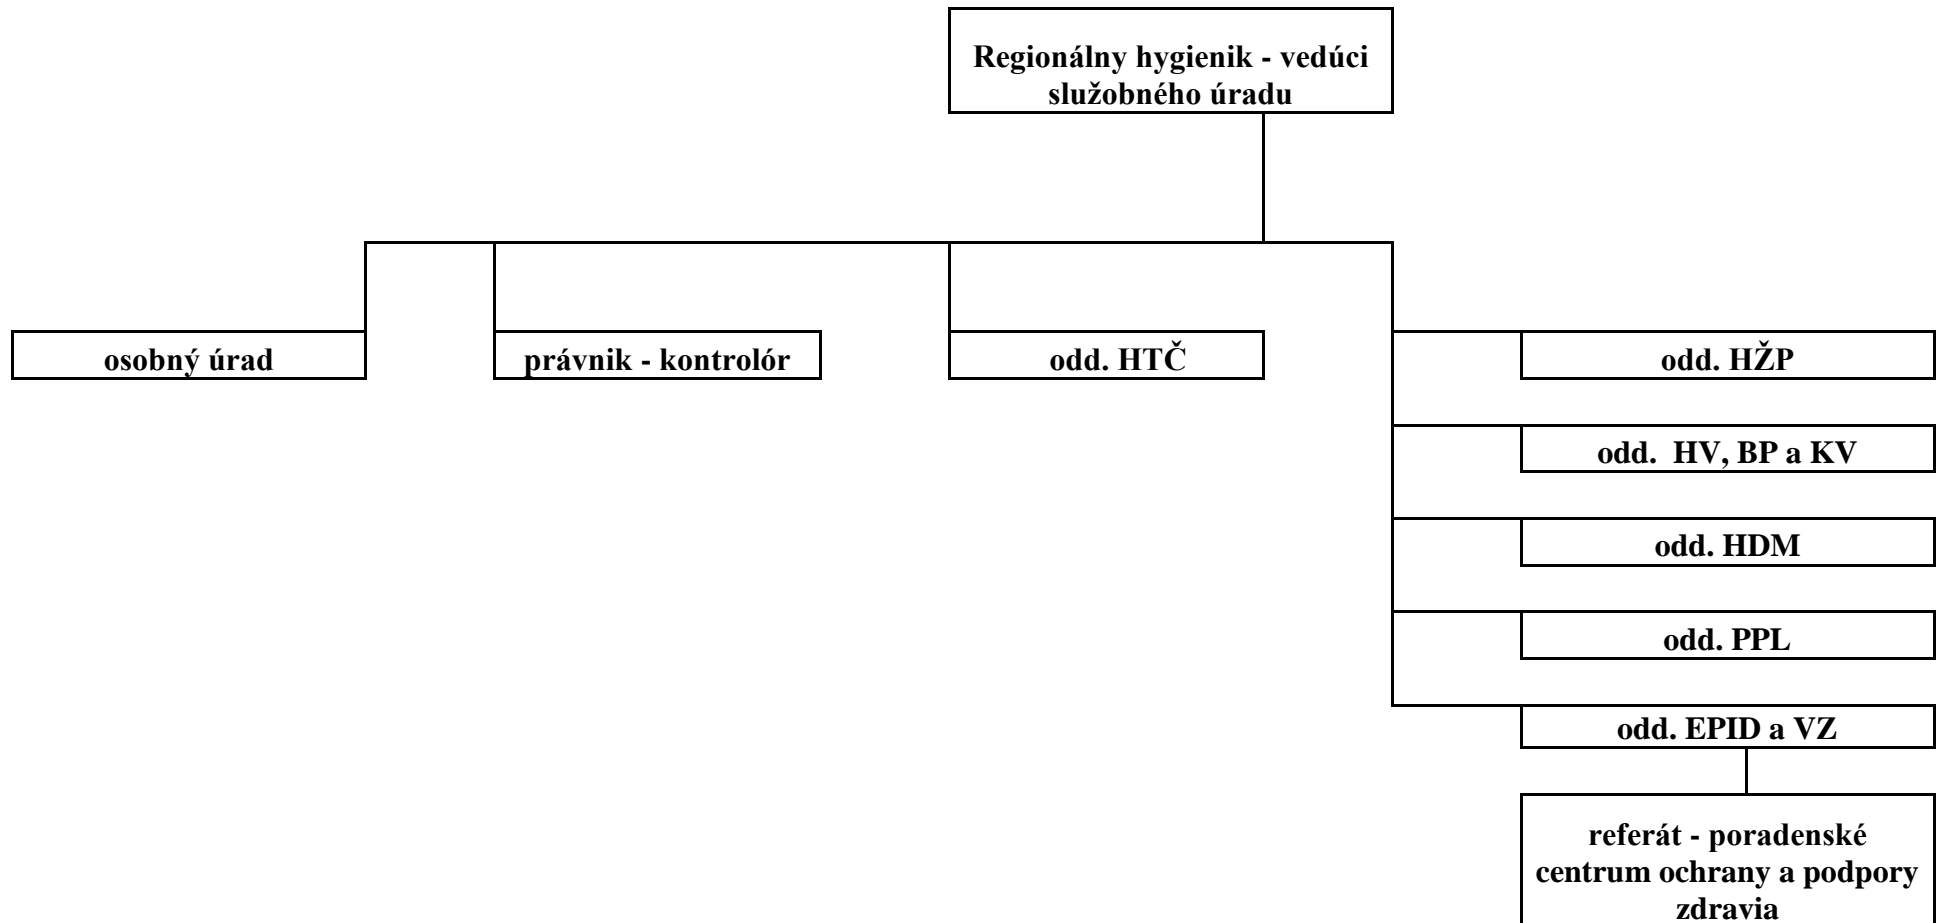 Regionálny hygienik - vedúci
služobného úradu
osobný úrad
právnik - kontrolór
odd. HTČ
odd. HŽP
odd.  HV, BP a KV
odd. HDM
odd. PPL
odd. EPID a VZ
referát - poradenské
centrum ochrany a podpory
zdravia